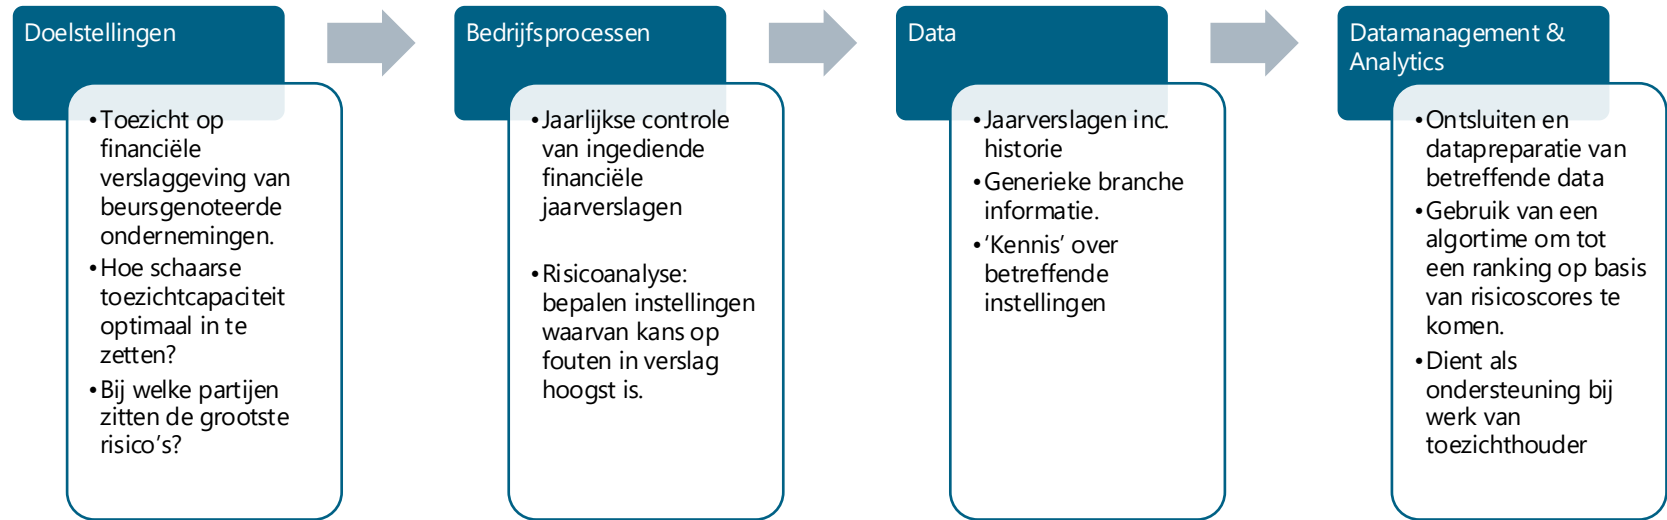 Doelstellingen
•Toezicht op
financiële
verslaggeving van
beursgenoteerde
ondernemingen.
•Hoe schaarse
toezichtcapaciteit
optimaal in te
zetten?
•Bij welke partijen
zitten de grootste
risico's?
Bedrijfsprocessen
•Jaarlijkse controle
van ingediende
financiële
jaarverslagen
•Risicoanalyse:
bepalen instellingen
waarvan kans op
fouten in verslag
hoogst is.
Data
•Jaarverslagen inc.
historie
•Generieke branche
informatie.
•‘Kennis’ over
betreffende
instellingen
Datamanagement &
Analytics
•Ontsluiten en
datapreparatie van
betreffende data
•Gebruik van een
algortime om tot
een ranking op basis
van risicoscores te
komen.
•Dient als
ondersteuning bij
werk van
toezichthouder